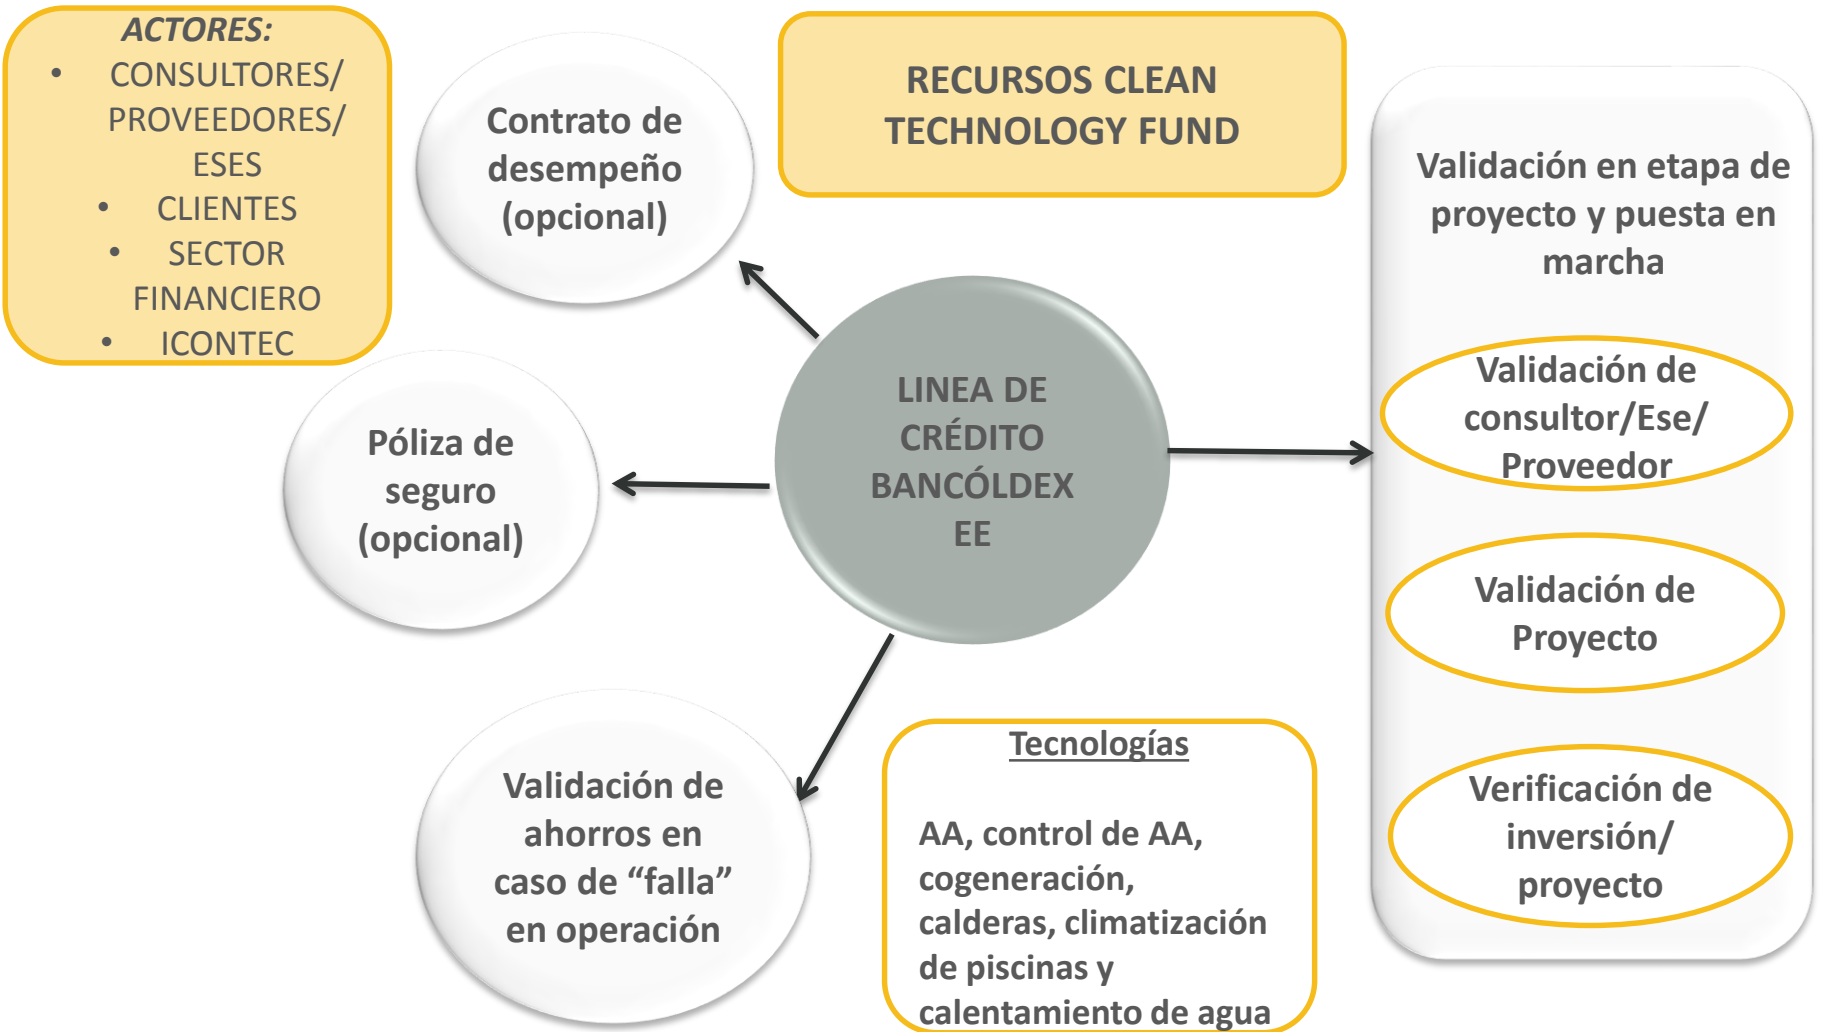 ACTORES:
• CONSULTORES/
PROVEEDORES/
ESES
• CLIENTES
• SECTOR
FINANCIERO
• ICONTEC
Contrato de
desempeño
(opcional)
RECURSOS CLEAN
TECHNOLOGY FUND
Póliza de
seguro
(opcional)
LINEA DE
CRÉDITO
BANCÓLDEX
EE
Validación de
ahorros en
caso de “falla”
en operación
Tecnologías
AA, control de AA,
cogeneración,
calderas, climatización
de piscinas y
calentamiento de agua
Validación en etapa de
proyecto y puesta en
marcha
Validación de
consultor/Ese/
Proveedor
Validación de
Proyecto
Verificación de
inversión/
proyecto